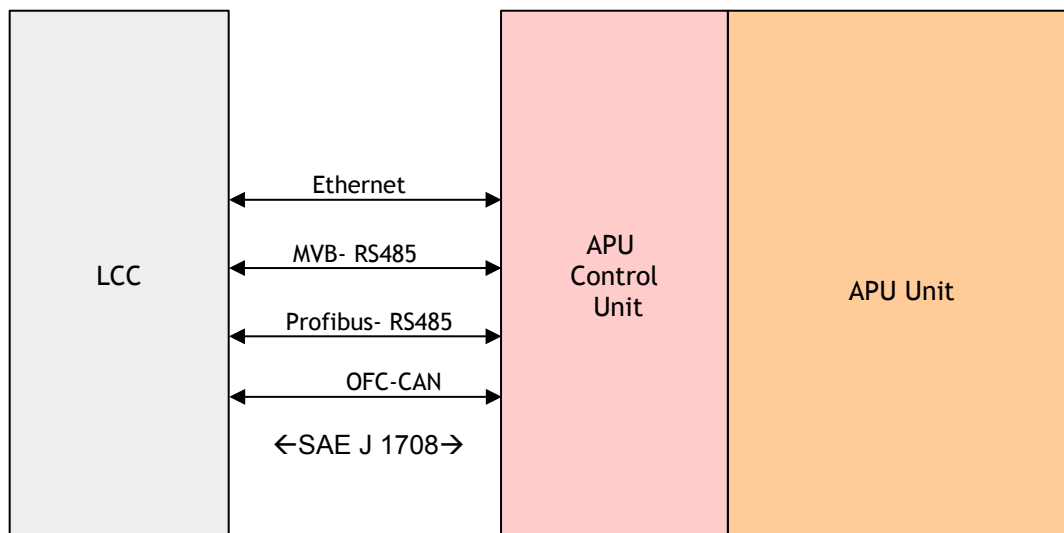 Ethernet
MVB- RS485
LCC
APU
Control
Unit
APU Unit
Profibus- RS485
OFC-CAN
←SAE J 1708→